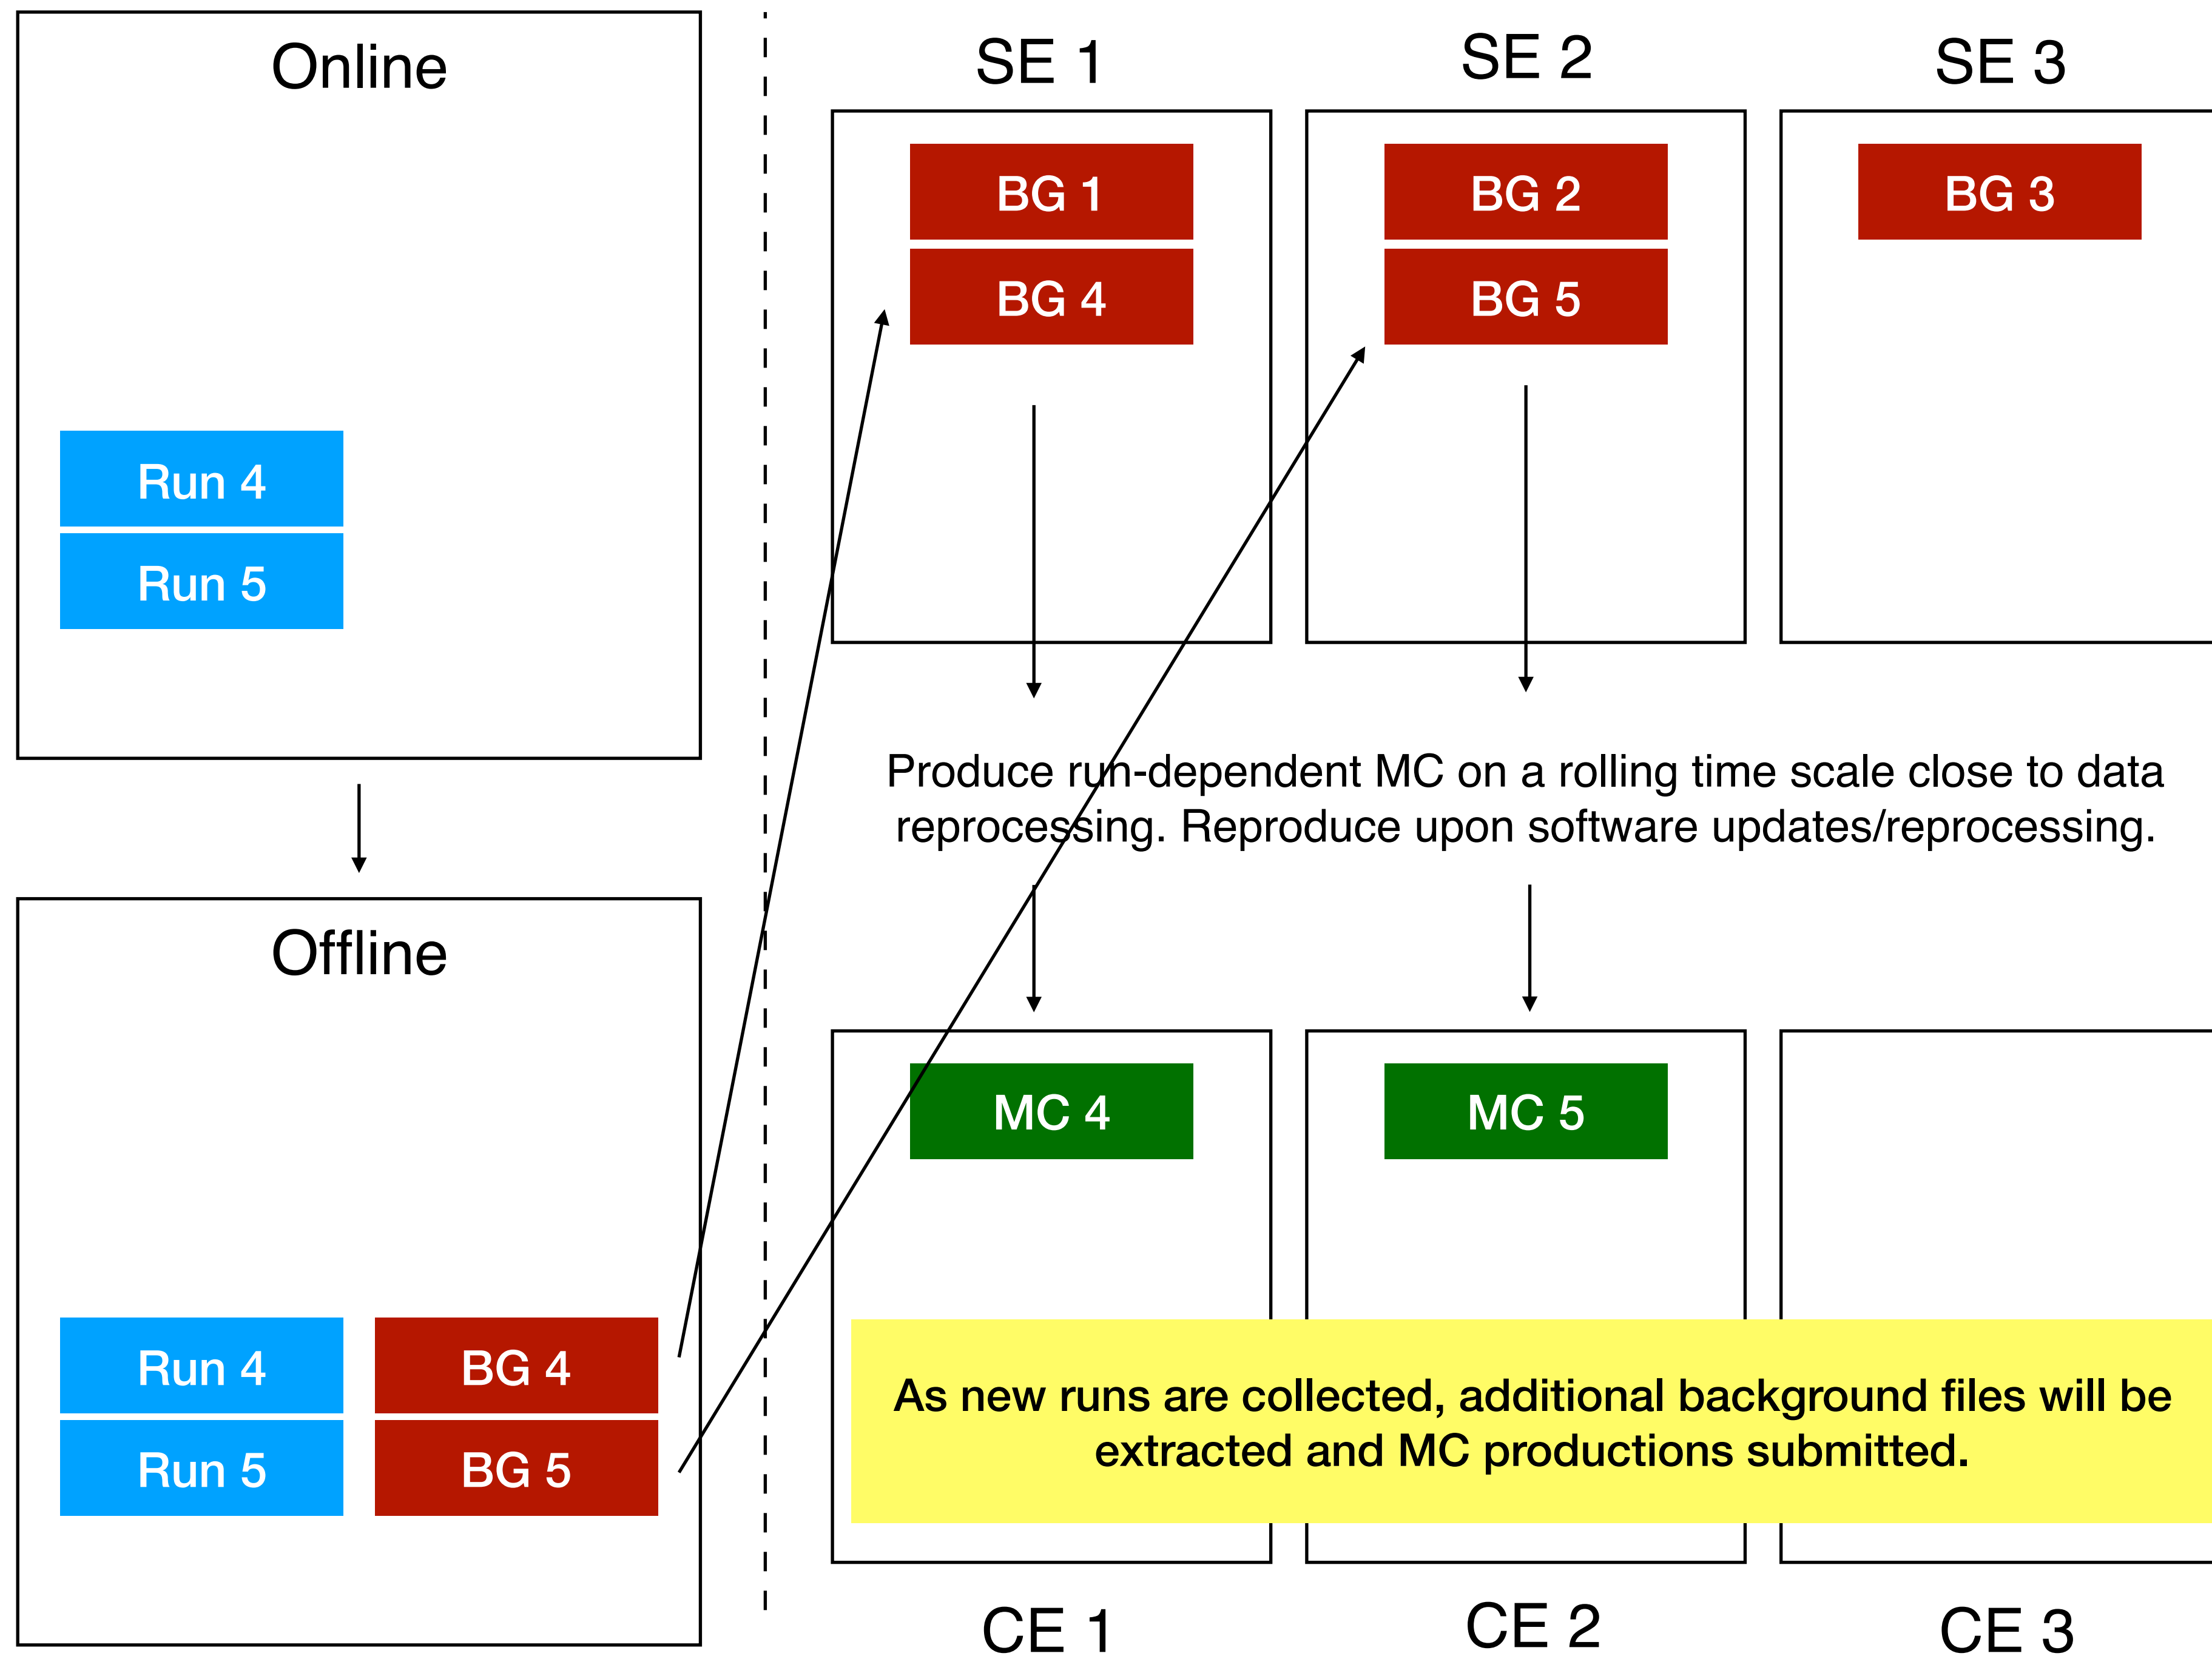 Online
Run 4
Run 5
Offline
Run 4
BG 4
Run 5
BG 5
SE 1
SE 2
SE 3
BG 1
BG 2
BG 3
BG 4
BG 5
Produce run-dependent MC on a rolling time scale close to data
reprocessing. Reproduce upon software updates/reprocessing.
MC 4
MC 5
As new runs are collected, additional background files will be
extracted and MC productions submitted.
CE 1
CE 2
CE 3